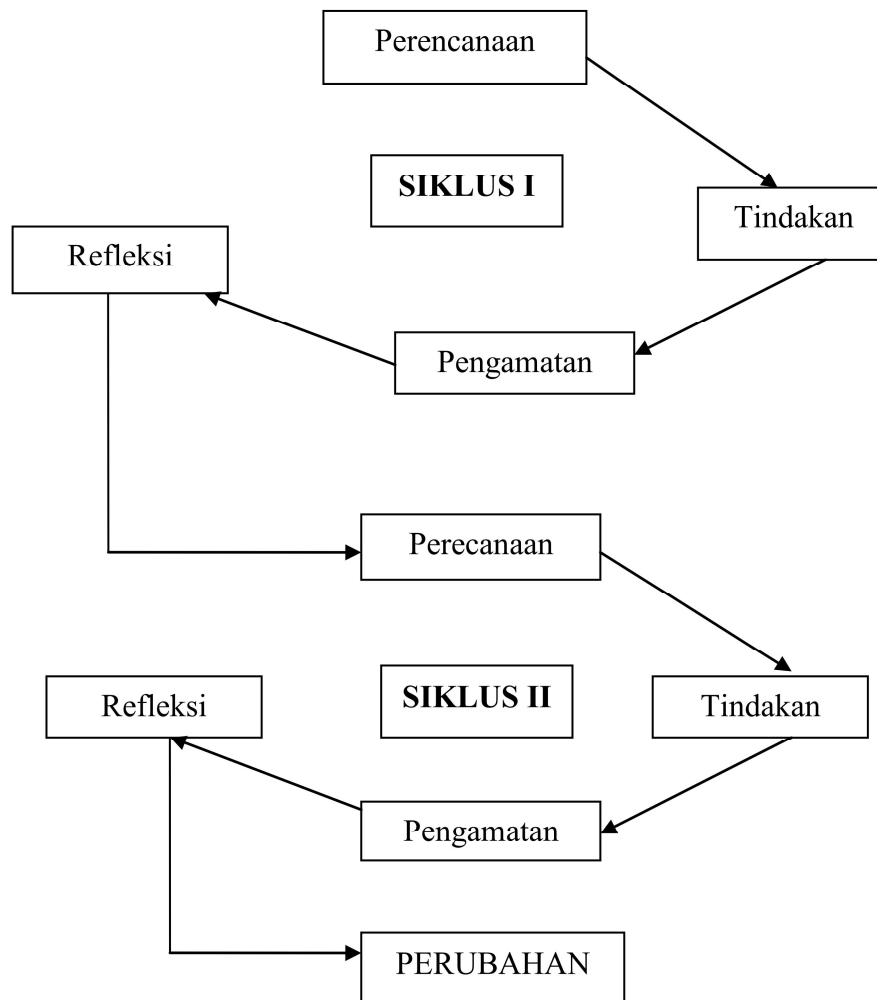 Perencanaan
SIKLUS I
Tindakan
Refleksi
Pengamatan
Perecanaan
SIKLUS II
Refleksi
Tindakan
Pengamatan
PERUBAHAN